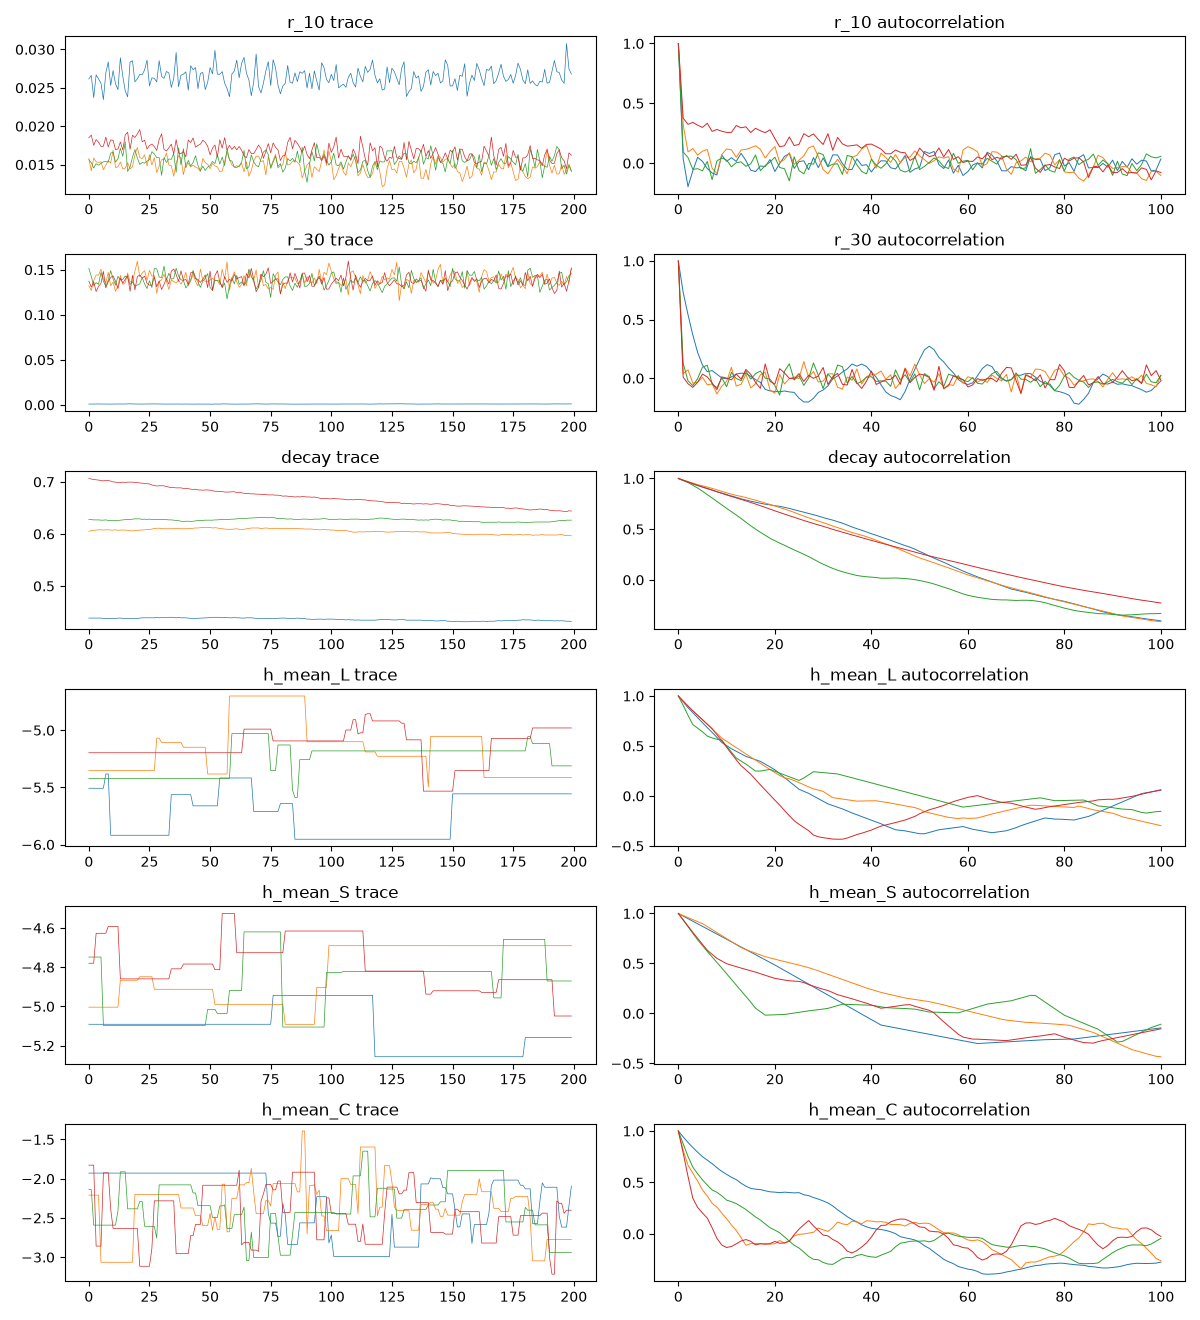 r_10 trace
0.030
0.025
0.020
0.015
0 25 50 75 100 125 150 175 200
r_10 autocorrelation
1.0
0.5
0.0
0 20 40 60 80 100
r_30 trace
0.15
0.10
0.05
0.00
0 25 50 75 100 125 150 175 200
r_30 autocorrelation
1.0
0.5
0.0
0 20 40 60 80 100
decay trace
0.7
0.6
0.5
0 25 50 75 100 125 150 175 200
decay autocorrelation
1.0
0.5
0.0
0 20 40 60 80 100
h_mean_L trace
−5.0
−5.5
−6.0
0 25 50 75 100 125 150 175 200
h_mean_L autocorrelation
1.0
0.5
0.0
−0.5
0 20 40 60 80 100
h_mean_S trace
−4.6
−4.8
−5.0
−5.2
0 25 50 75 100 125 150 175 200
h_mean_S autocorrelation
1.0
0.5
0.0
−0.5
0 20 40 60 80 100
h_mean_C trace
−1.5
−2.0
−2.5
−3.0
0 25 50 75 100 125 150 175 200
h_mean_C autocorrelation
1.0
0.5
0.0
0 20 40 60 80 100